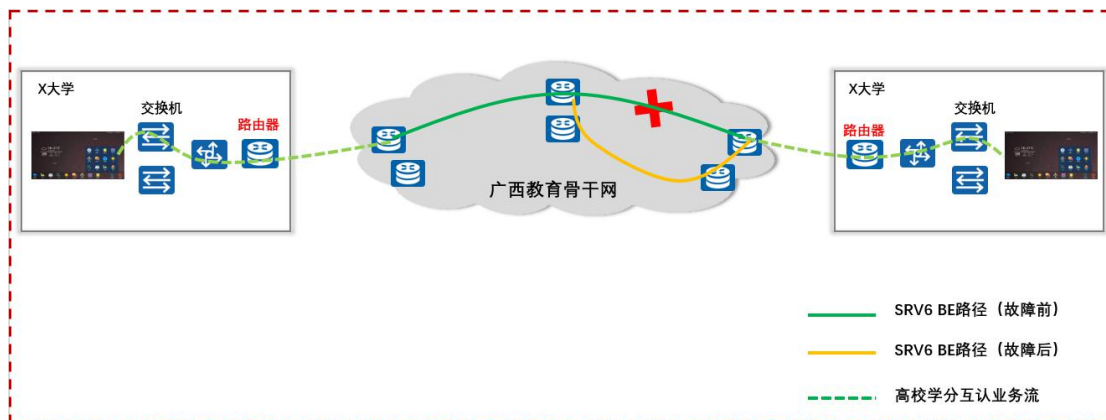 X大学
交换机
路由器
广西教育骨干网
X大学
交换机
路由器
SRV6 BE路径（故障前）
SRV6 BE路径（故障后）
高校学分互认业务流